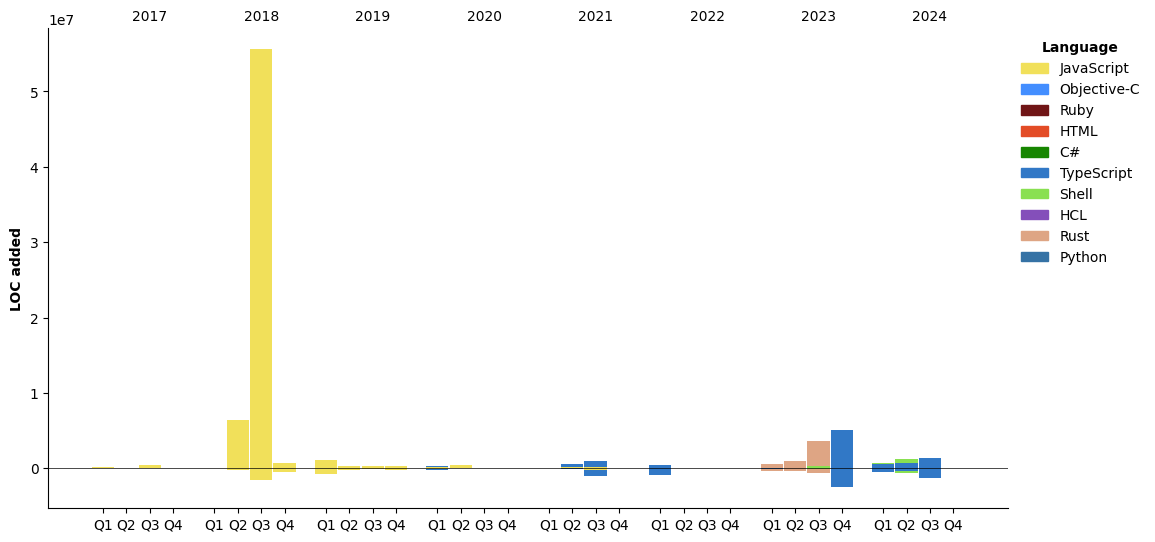 2017 2018 2019 2020 2021 2022 2023 2024
1e7
LOC added
5
4
3
2
1
0
Q1 Q2 Q3 Q4 Q1 Q2 Q3 Q4 Q1 Q2 Q3 Q4 Q1 Q2 Q3 Q4 Q1 Q2 Q3 Q4 Q1 Q2 Q3 Q4 Q1 Q2 Q3 Q4 Q1 Q2 Q3 Q4
Language
JavaScript
Objective-C
Ruby
HTML
C#
TypeScript
Shell
HCL
Rust
Python